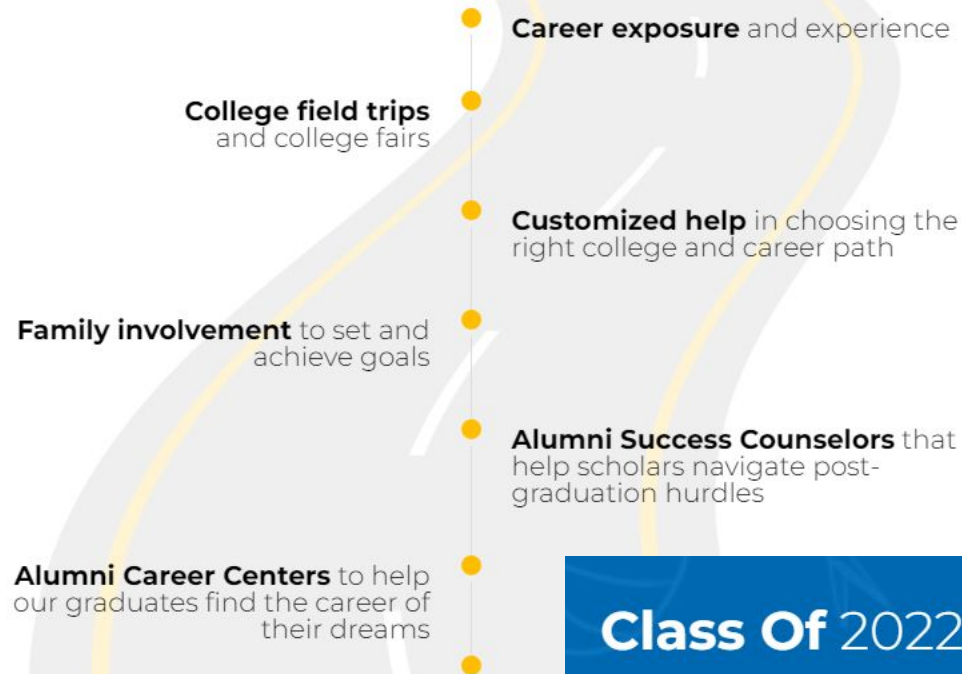 Career exposure and experience
College field trips
and college fairs
Customized help in choosing the
right college and career path
Family involvement to set and
achieve goals
Alumni Success Counselors that
help scholars navigate post-
graduation hurdles
Alumni Career Centers to help
our graduates find the career of
their dreams
Class Of 2022